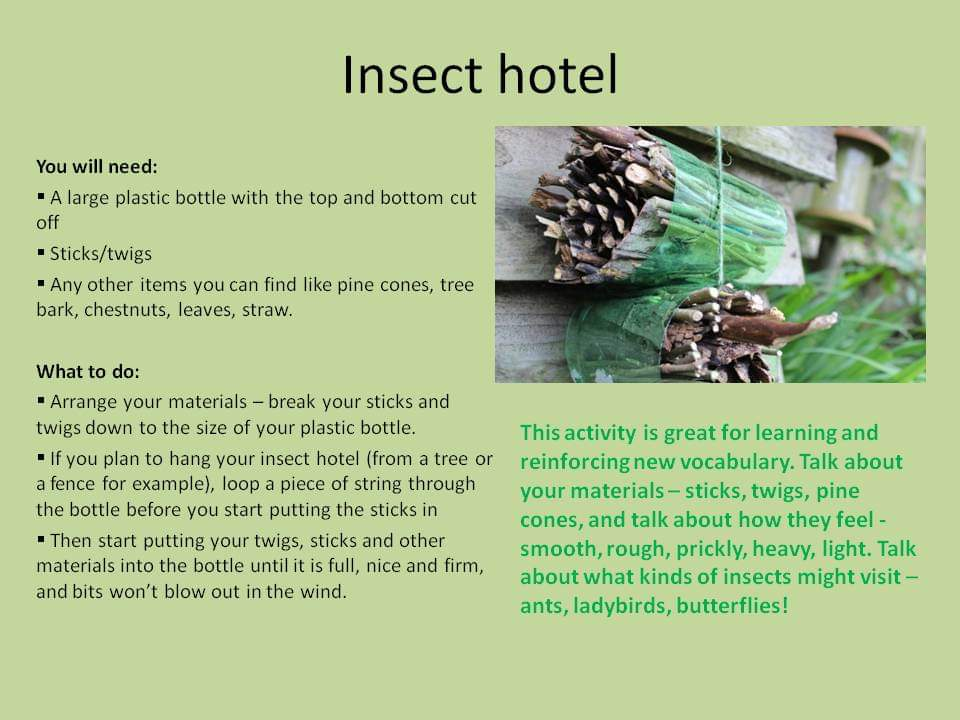 Insect hotel
You will need:
▪ A large plastic bottle with the top and bottom cut
off
▪ Sticks/twigs
▪ Any other items you can find like pine cones, tree
bark, chestnuts, leaves, straw.
What to do:
▪ Arrange your materials – break your sticks and
twigs down to the size of your plastic bottle.
▪ If you plan to hang your insect hotel (from a tree or
a fence for example), loop a piece of string through
the bottle before you start putting the sticks in
▪ Then start putting your twigs, sticks and other
materials into the bottle until it is full, nice and firm,
and bits won’t blow out in the wind.
This activity is great for learning and
reinforcing new vocabulary. Talk about
your materials – sticks, twigs, pine
cones, and talk about how they feel -
smooth, rough, prickly, heavy, light. Talk
about what kinds of insects might visit –
ants, ladybirds, butterflies!